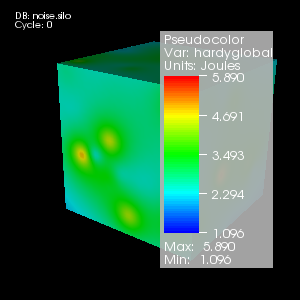 DB: noise.silo
Cycle: 0
Pseudocolor
Var: hardyglobal
Units: Joules
5.890
4.691
3.493
2.294
1.096
Max: 5.890
Min: 1.096